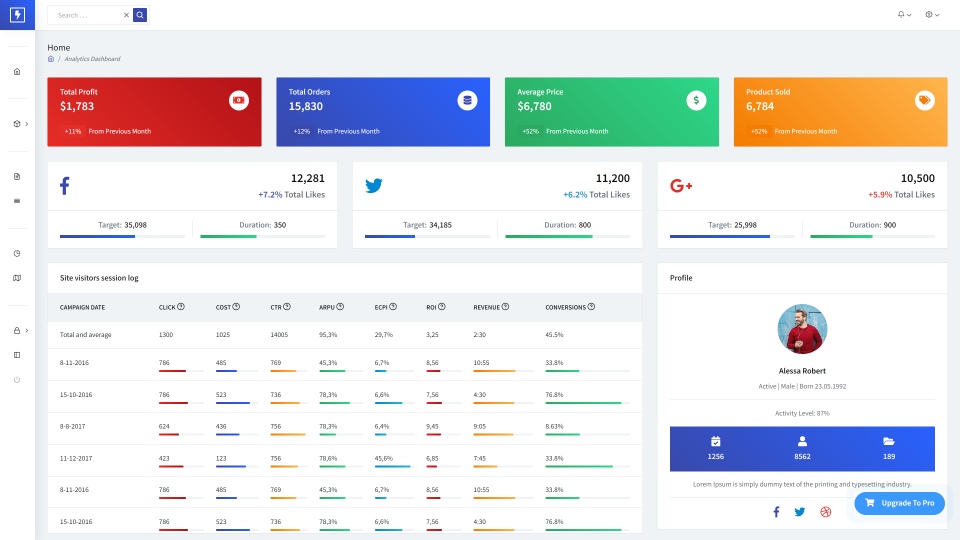 Search . . .
Home
/ Analytics Dashboard
Total Profit
$1,783
+11% From Previous Month
Total Orders
15,830
+12% From Previous Month
Average Price
$6,780
+52% From Previous Month
Product Sold
6,784
+52% From Previous Month
12,281
+7.2% Total Likes
Target: 35,098 Duration: 350
11,200
+6.2% Total Likes
Target: 34,185 Duration: 800
10,500
+5.9% Total Likes
Target: 25,998 Duration: 900
Site visitors session log
CAMPAIGN DATE CLICK COST CTR ARPU ECPI ROI REVENUE CONVERSIONS
Total and average 1300 1025 14005 95,3% 29,7% 3,25 2:30 45.5%
8-11-2016 786 485 769 45,3% 6,7% 8,56 10:55 33.8%
15-10-2016 786 523 736 78,3% 6,6% 7,56 4:30 76.8%
8-8-2017 624 436 756 78,3% 6,4% 9,45 9:05 8.63%
11-12-2017 423 123 756 78,6% 45,6% 6,85 7:45 33.8%
8-11-2016 786 485 769 45,3% 6,7% 8,56 10:55 33.8%
15-10-2016 786 523 736 78,3% 6,6% 7,56 4:30 76.8%
Profile
Alessa Robert
Active | Male | Born 23.05.1992
Activity Level: 87%
1256 8562 189
Lorem Ipsum is simply dummy text of the printing and typesetting industry.
Upgrade To Pro